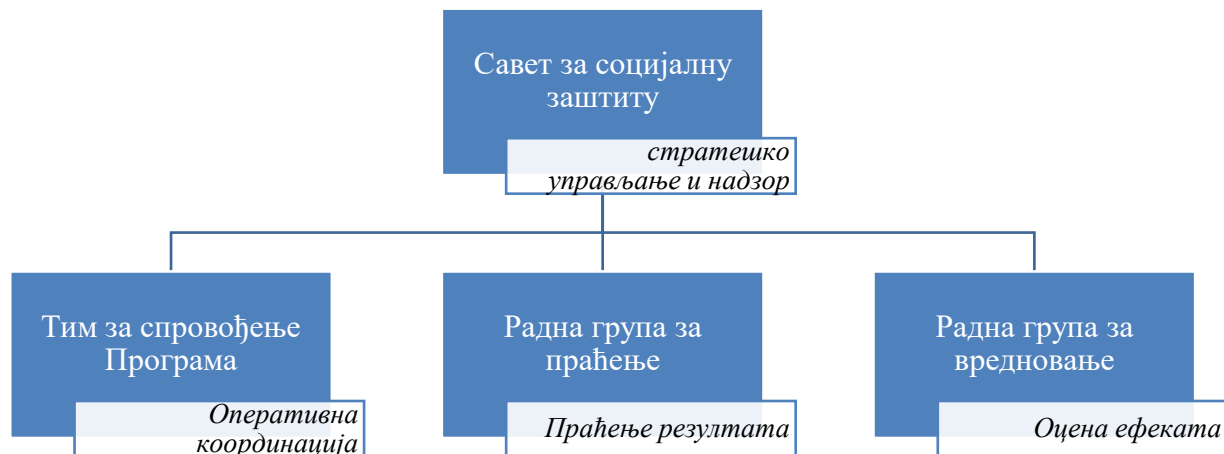 Савет за социјалну
заштиту
стратешко
управљање и надзор
Тим за спровођење
Програма
Оперативна
координација
Радна група за
праћење
Праћење резултата
Радна група за
вредновање
Оцена ефеката